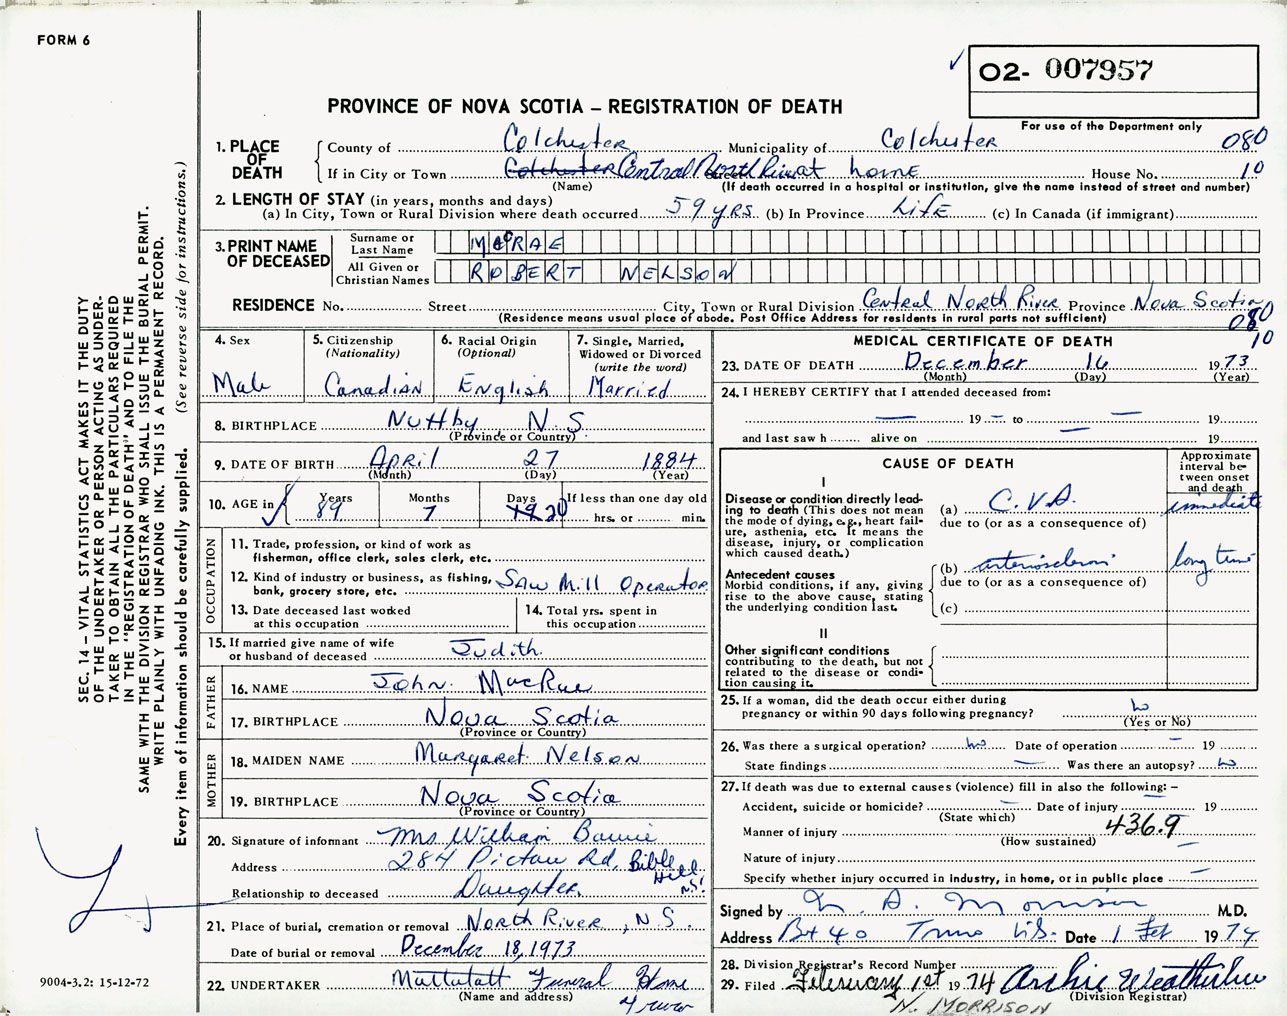 FORM 6
✓ O2- 007957
PROVINCE OF NOVA SCOTIA – REGISTRATION OF DEATH
For use of the Department only
1. PLACE OF DEATH
County of Colchester Municipality of Colchester 080
If in City or Town Colchester Central North River at home House No. 10
(Name) (If death occurred in a hospital or institution, give the name instead of street and number)
2. LENGTH OF STAY (in years, months and days)
(a) In City, Town or Rural Division where death occurred 59 yrs (b) In Province Life (c) In Canada (if immigrant)
3. PRINT NAME OF DECEASED
Surname or Last Name McRAE
All Given or Christian Names ROBERT NELSON
RESIDENCE No. Street City, Town or Rural Division Central North River Province Nova Scotia
(Residence means usual place of abode. Post Office Address for residents in rural parts not sufficient)
080
10
4. Sex
Male
5. Citizenship (Nationality)
Canadian
6. Racial Origin (Optional)
English
7. Single, Married, Widowed or Divorced (write the word)
Married
8. BIRTHPLACE Nuttby N.S
(Province or Country)
9. DATE OF BIRTH April 27 1884
(Month) (Day) (Year)
10. AGE in Years Months Days If less than one day old
89 7 19 20 hrs. or min.
OCCUPATION
11. Trade, profession, or kind of work as fisherman, office clerk, sales clerk, etc.
12. Kind of industry or business, as fishing, bank, grocery store, etc. Saw Mill Operator
13. Date deceased last worked at this occupation
14. Total yrs. spent in this occupation
15. If married give name of wife or husband of deceased Judith
FATHER
16. NAME John MacRae
17. BIRTHPLACE Nova Scotia
(Province or Country)
MOTHER
18. MAIDEN NAME Margaret Nelson
19. BIRTHPLACE Nova Scotia
(Province or Country)
20. Signature of informant Mrs. William
Address 284 Pictou Rd, Bible Hill N.S.
Relationship to deceased Daughter
21. Place of burial, cremation or removal North River, N S.
Date of burial or removal December 18, 1973
22. UNDERTAKER Mattatall Funeral Home
(Name and address) Truro
MEDICAL CERTIFICATE OF DEATH
23. DATE OF DEATH December 16 1973
(Month) (Day) (Year)
24. I HEREBY CERTIFY that I attended deceased from:
— 19 — to — 19
and last saw h alive on — 19
CAUSE OF DEATH
Approximate interval between onset and death
I
Disease or condition directly leading to death (This does not mean the mode of dying, e.g., heart failure, asthenia, etc. It means the disease, injury, or complication which caused death.)
(a) C.V.A. immediate
due to (or as a consequence of)
Antecedent causes
Morbid conditions, if any, giving rise to the above cause, stating the underlying condition last.
(b) long time
due to (or as a consequence of)
(c)
II
Other significant conditions contributing to the death, but not related to the disease or condition causing it.
25. If a woman, did the death occur either during pregnancy or within 90 days following pregnancy? no
(Yes or No)
26. Was there a surgical operation? no Date of operation — 19
State findings — Was there an autopsy? no
27. If death was due to external causes (violence) fill in also the following: –
Accident, suicide or homicide? — Date of injury — 19
(State which)
Manner of injury 436.9
(How sustained)
Nature of injury —
Specify whether injury occurred in industry, in home, or in public place —
Signed by N. A. Morrison M.D.
Address Bx 40 Truro N.S. Date 1 Feb 1974
28. Division Registrar's Record Number
29. Filed February 1st 1974 Archie
(Division Registrar)
N. MORRISON
SEC. 14 – VITAL STATISTICS ACT MAKES IT THE DUTY
OF THE UNDERTAKER OR PERSON ACTING AS UNDER-
TAKER TO OBTAIN ALL THE PARTICULARS REQUIRED
IN THE "REGISTRATION OF DEATH" AND TO FILE THE
SAME WITH THE DIVISION REGISTRAR WHO SHALL ISSUE THE BURIAL PERMIT.
WRITE PLAINLY WITH UNFADING INK. THIS IS A PERMANENT RECORD.
Every item of information should be carefully supplied. (See reverse side for instructions.)
9004-3.2: 15-12-72